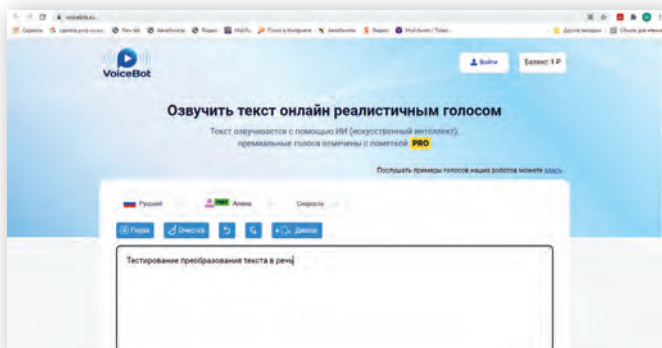 VoiceBot
Войти
Баланс: 1 ₽
Озвучить текст онлайн реалистичным голосом
Текст озвучивается с помощью ИИ (искусственный интеллект),
премиальные голоса отмечены с пометкой PRO
Послушать примеры голосов наших роботов можете здесь
Русский FREE Алена Скорость
Пауза Очистка Диалог
Тестирование преобразования текста в речь